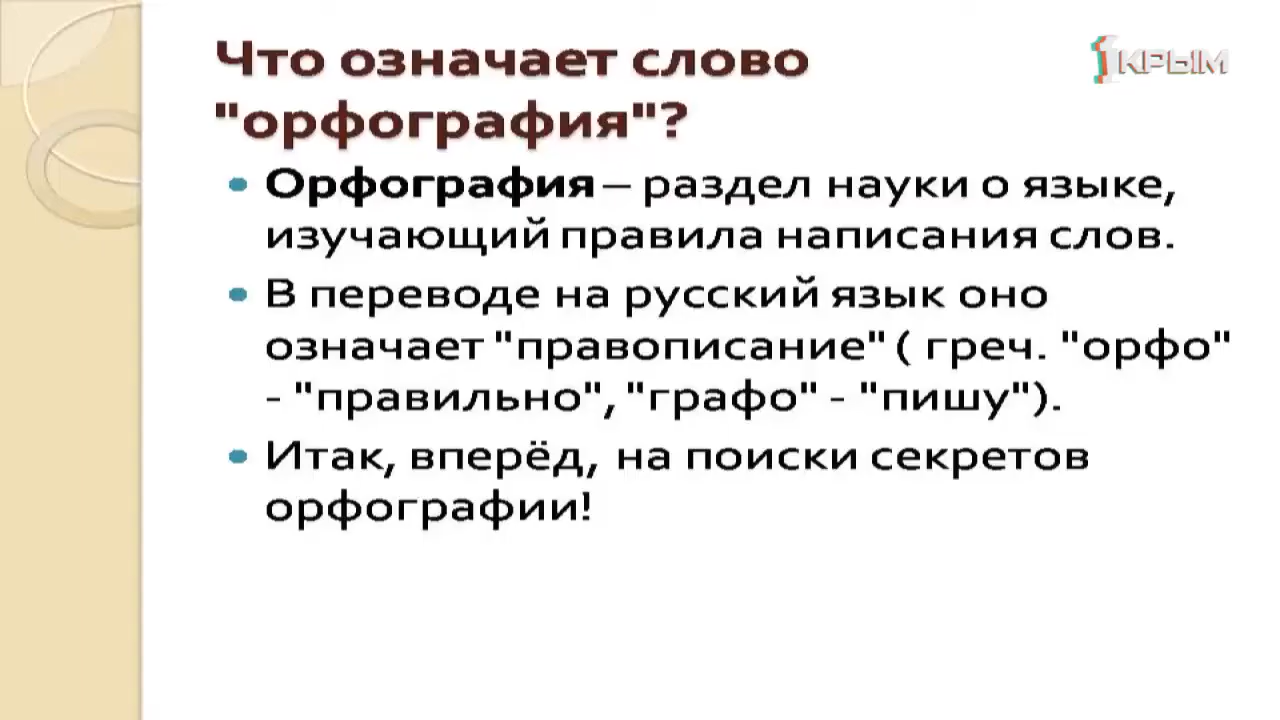 Что означает слово
"орфография"?
1КРЫМ
Орфография – раздел науки о языке,
изучающий правила написания слов.
В переводе на русский язык оно
означает "правописание" ( греч. "орфо"
- "правильно", "графо" - "пишу").
Итак, вперёд, на поиски секретов
орфографии!